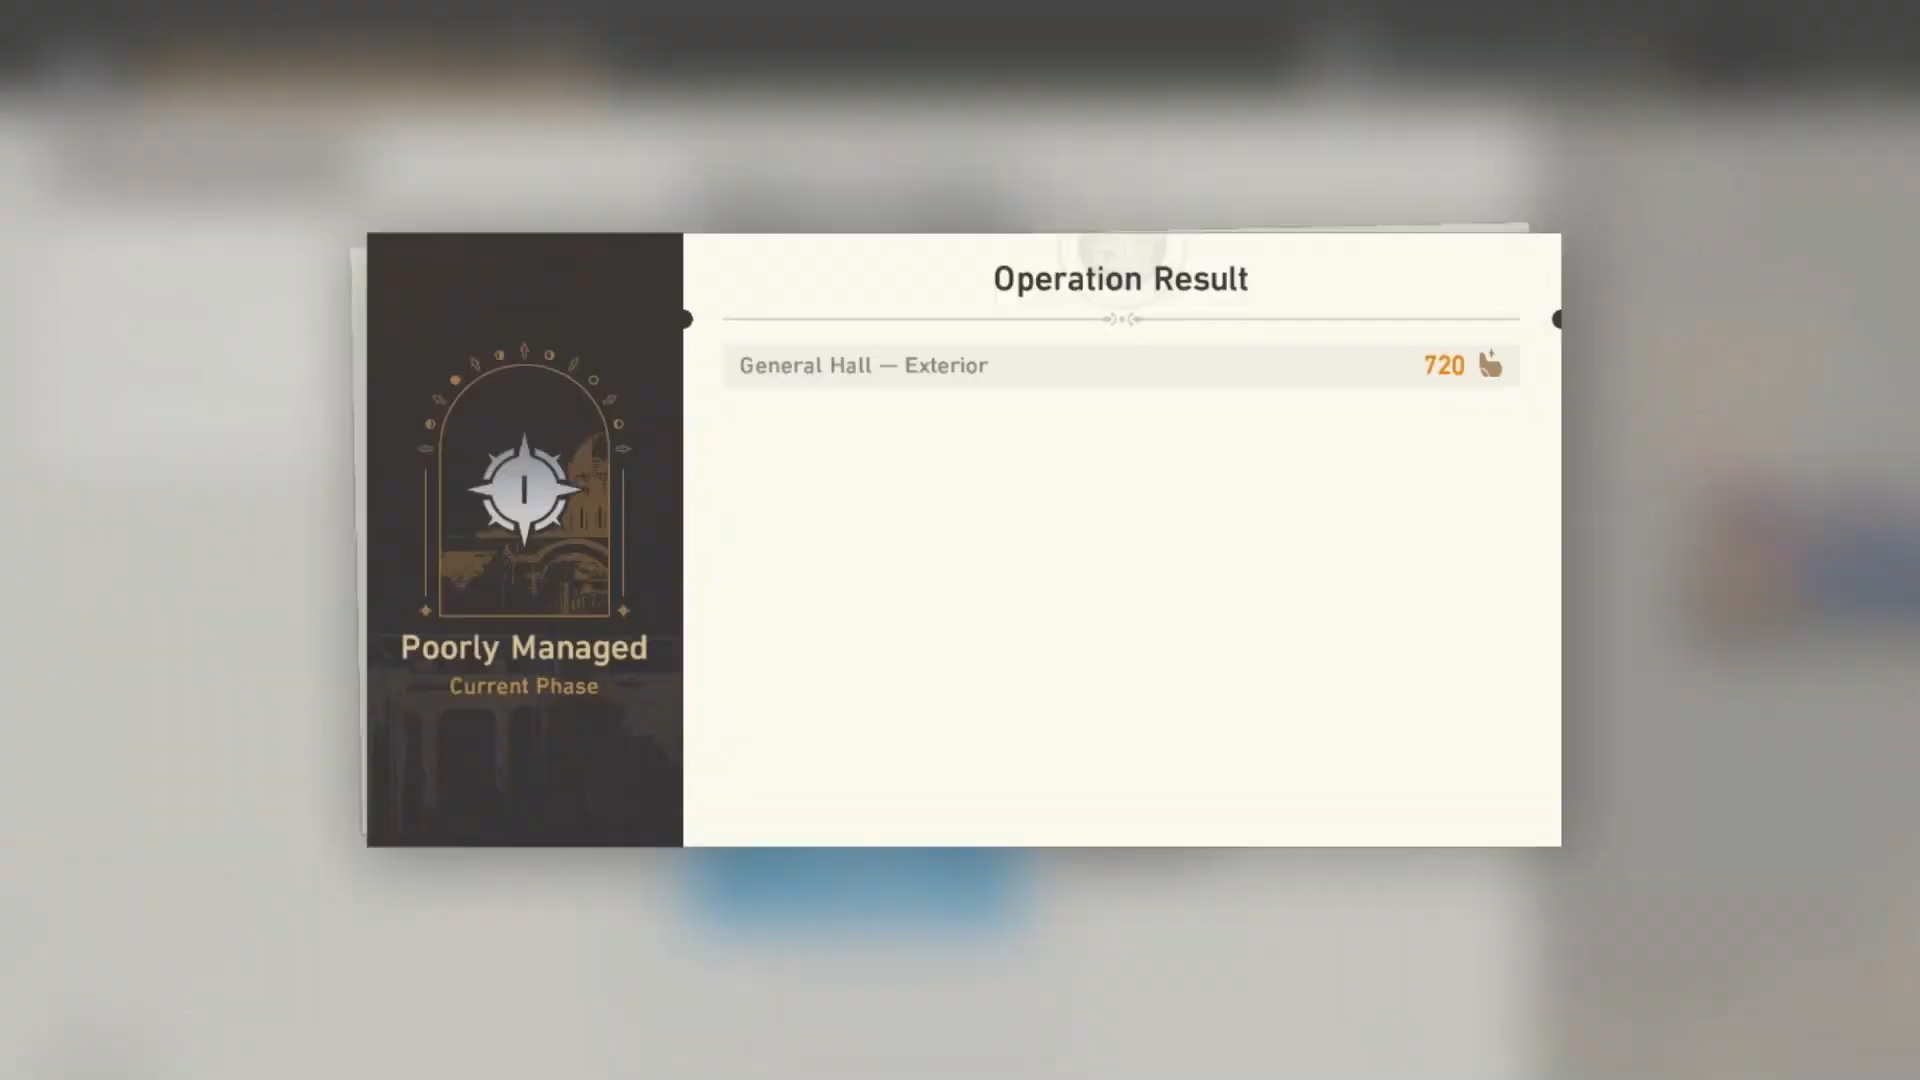 Operation Result
General Hall — Exterior 720
I
Poorly Managed
Current Phase